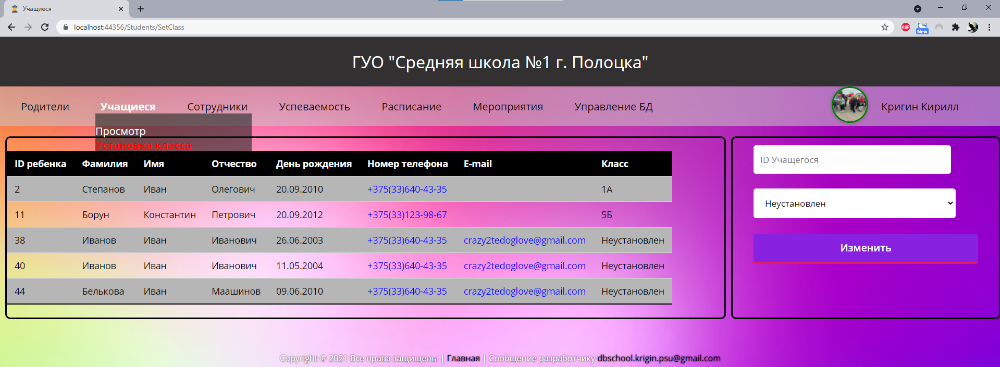 Учащиеся
localhost:44356/Students/SetClass
ABP
New
ГУО "Средняя школа №1 г. Полоцка"
Родители Учащиеся Сотрудники Успеваемость Расписание Мероприятия Управление БД Кригин Кирилл
Просмотр
Установка класса
ID ребенка Фамилия Имя Отчество День рождения Номер телефона E-mail Класс
2 Степанов Иван Олегович 20.09.2010 +375(33)640-43-35 1А
11 Борун Константин Петрович 20.09.2012 +375(33)123-98-67 5Б
38 Иванов Иван Иванович 26.06.2003 +375(33)640-43-35 crazy2tedoglove@gmail.com Неустановлен
40 Иванов Иван Иванович 11.05.2004 +375(33)640-43-35 crazy2tedoglove@gmail.com Неустановлен
44 Белькова Иван Маашинов 09.06.2010 +375(33)640-43-35 crazy2tedoglove@gmail.com Неустановлен
ID Учащегося
Неустановлен
Изменить
Copyright © 2021 Все права защищены | Главная | Сообщение разработчику dbschool.krigin.psu@gmail.com